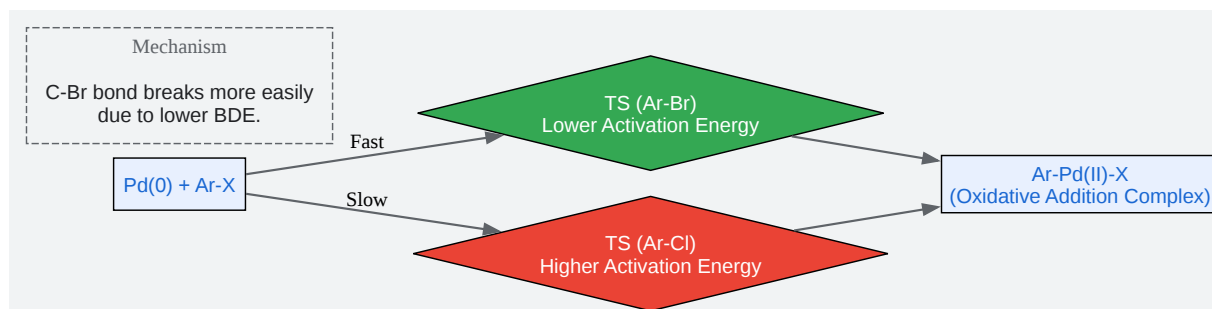 Mechanism
C-Br bond breaks more easily
due to lower BDE.
Pd(0) + Ar-X
Fast
Slow
TS (Ar-Br)
Lower Activation Energy
TS (Ar-Cl)
Higher Activation Energy
Ar-Pd(II)-X
(Oxidative Addition Complex)